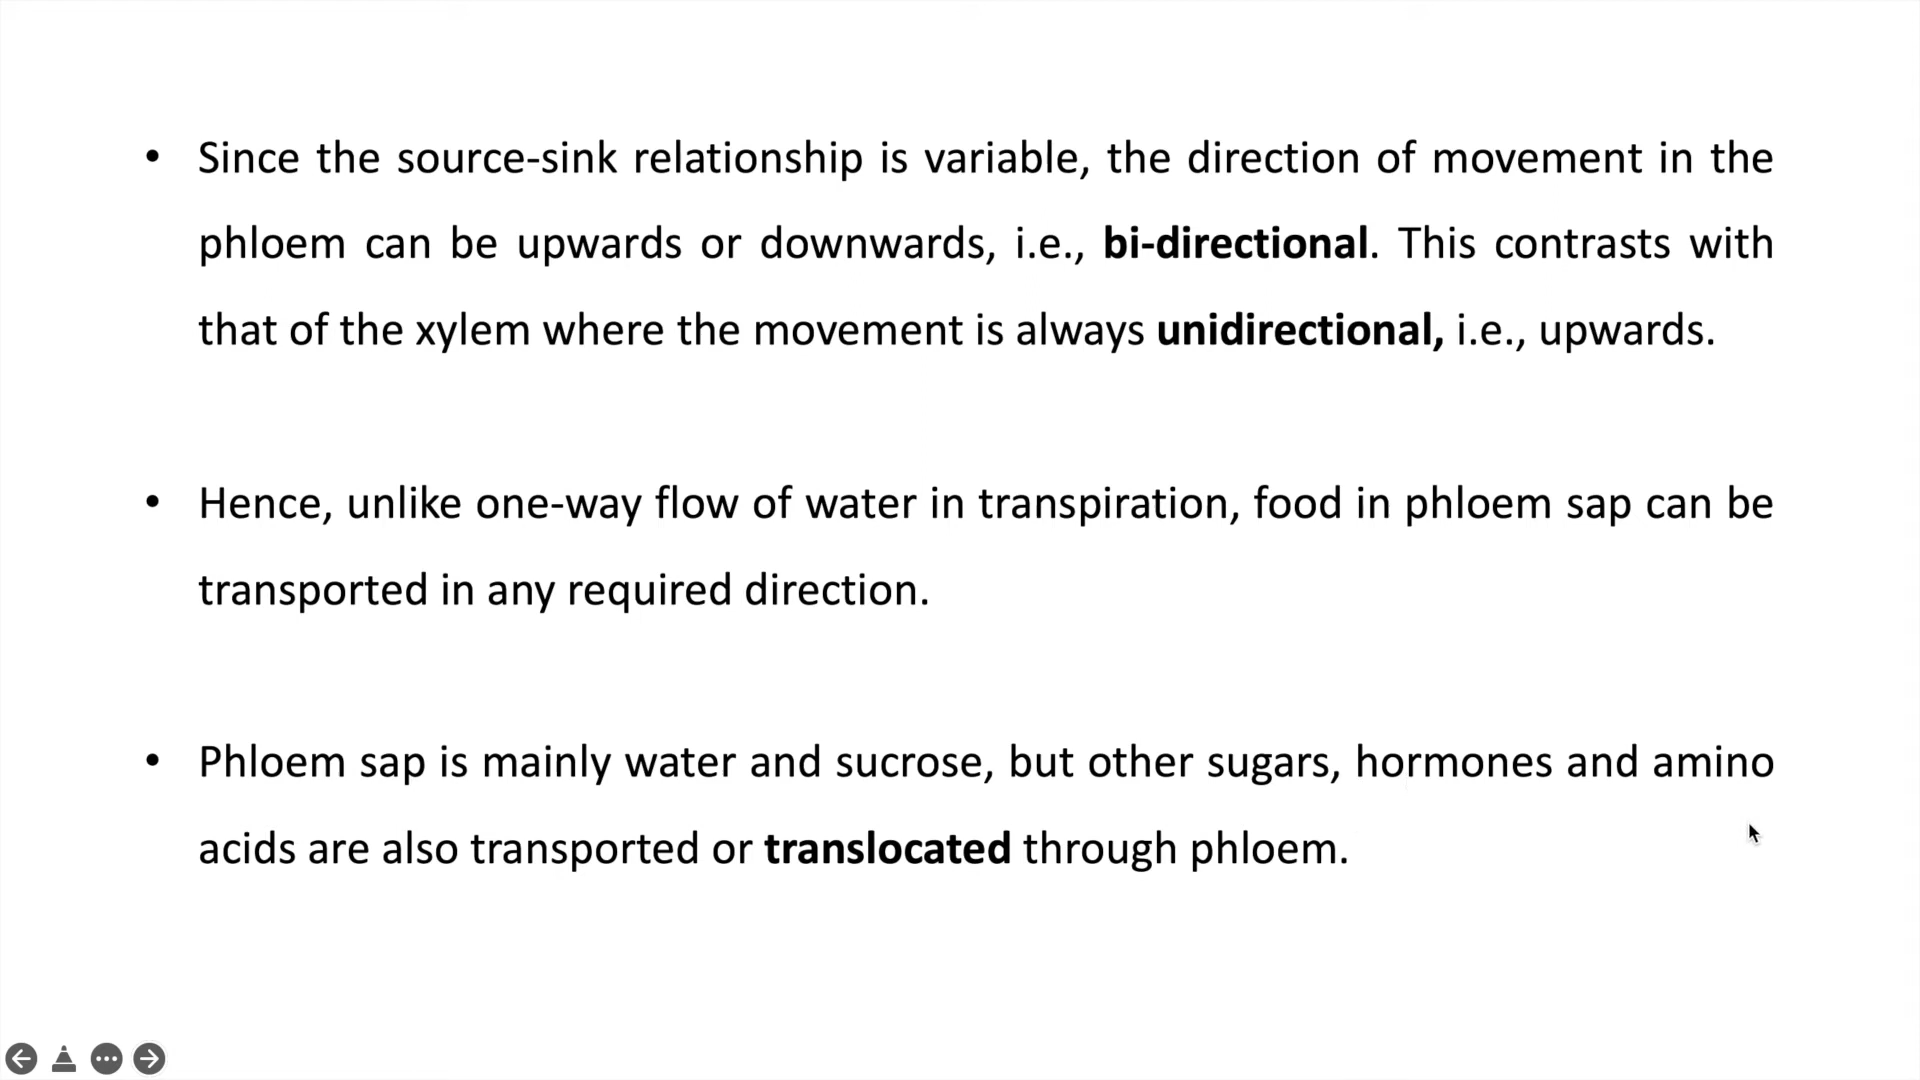 • Since the source-sink relationship is variable, the direction of movement in the
phloem can be upwards or downwards, i.e., bi-directional. This contrasts with
that of the xylem where the movement is always unidirectional, i.e., upwards.
• Hence, unlike one-way flow of water in transpiration, food in phloem sap can be
transported in any required direction.
• Phloem sap is mainly water and sucrose, but other sugars, hormones and amino
acids are also transported or translocated through phloem.